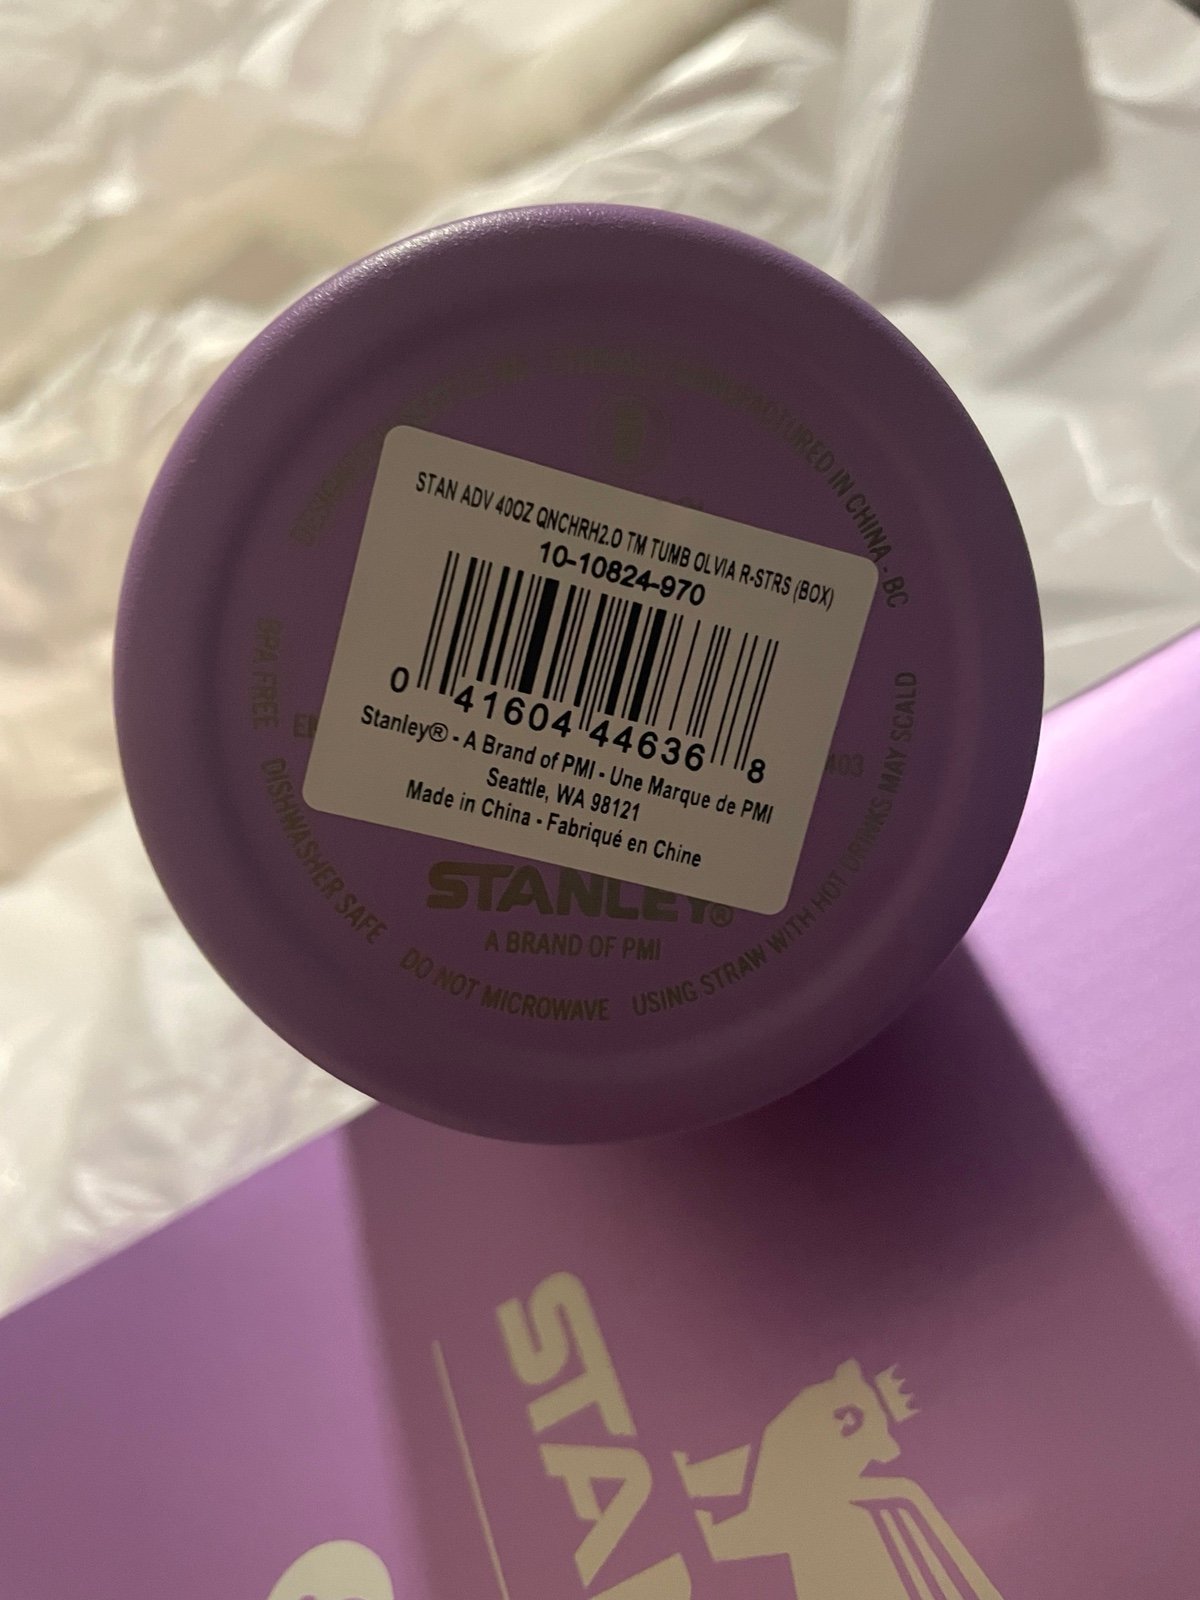 MANUFACTURED IN CHINA - BC
STAN ADV 40OZ QNCHRH2.0 TM TUMB OLVIA R-STRS (BOX)
10-10824-970
0 41604 44636 8
Stanley® - A Brand of PMI - Une Marque de PMI
Seattle, WA 98121
Made in China - Fabriqué en Chine
BPA FREE
DISHWASHER SAFE
DO NOT MICROWAVE
USING STRAW WITH HOT DRINKS MAY SCALD
STANLEY®
A BRAND OF PMI
STAN